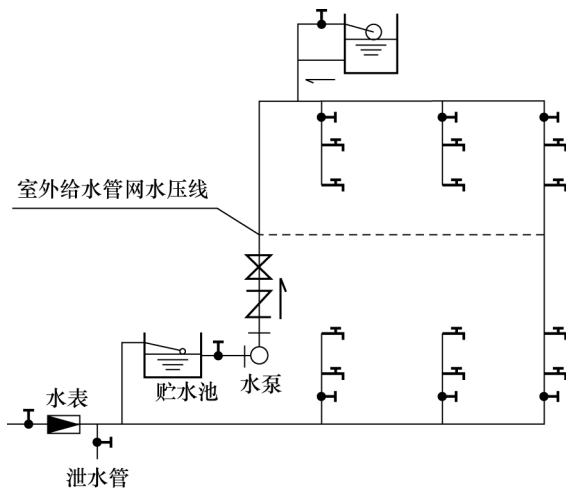 室外给水管网水压线
贮水池
水泵
水表
泄水管